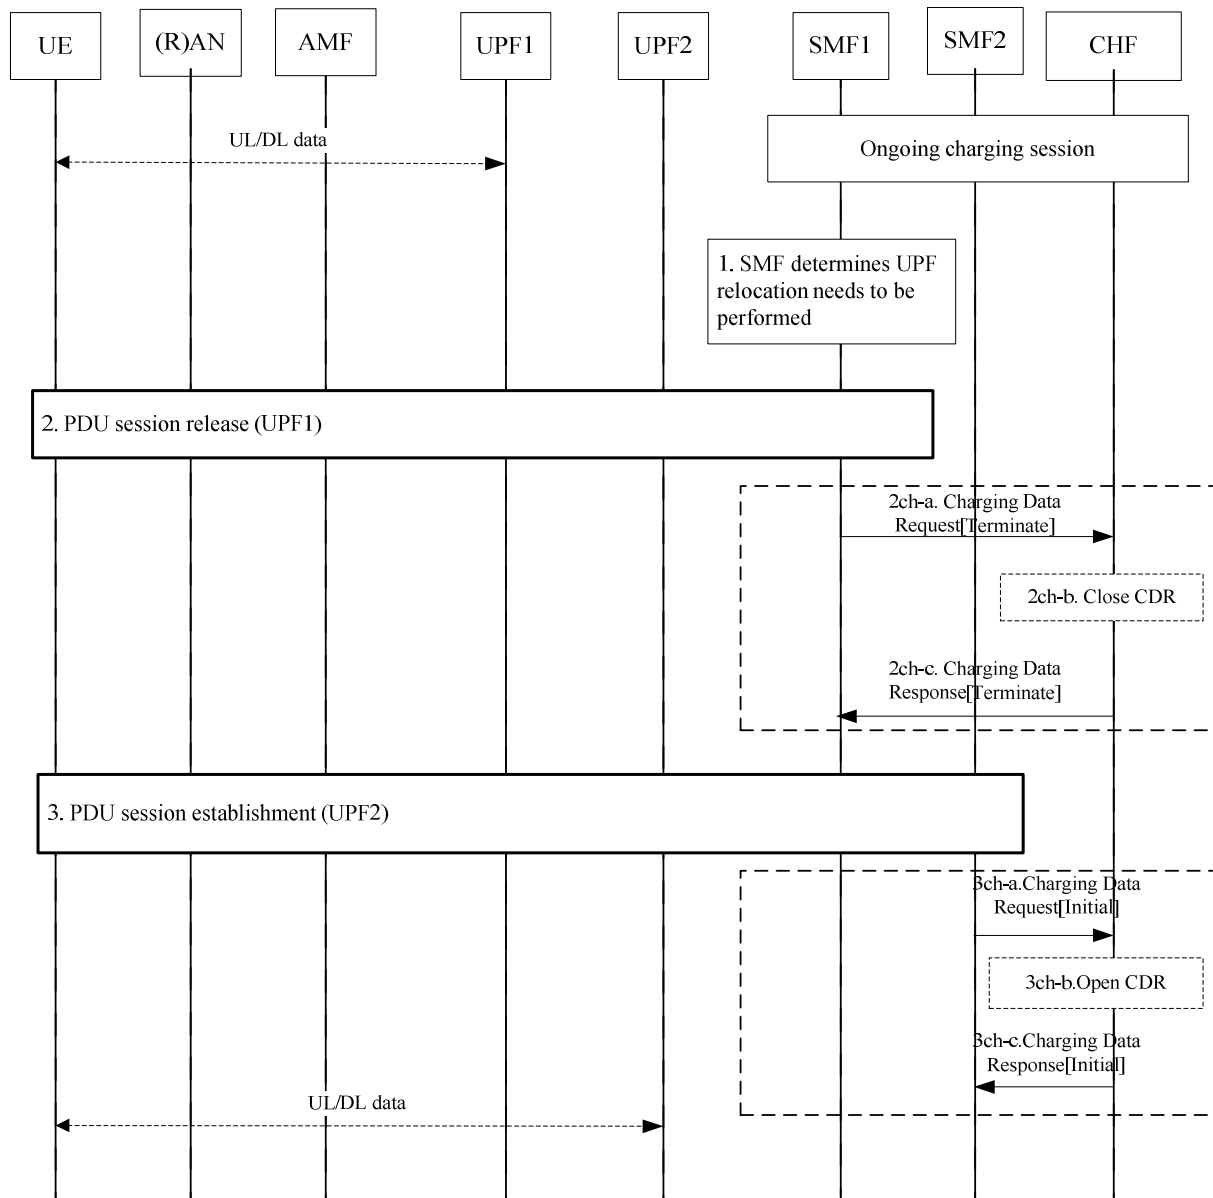 UE
(R)AN
AMF
UPF1
UPF2
SMF1
SMF2
CHF
UL/DL data
Ongoing charging session
1. SMF determines UPF
relocation needs to be
performed
2. PDU session release (UPF1)
2ch-a. Charging Data
Request[Terminate]
2ch-b. Close CDR
2ch-c. Charging Data
Response[Terminate]
3. PDU session establishment (UPF2)
3ch-a.Charging Data
Request[Initial]
3ch-b.Open CDR
3ch-c.Charging Data
Response[Initial]
UL/DL data